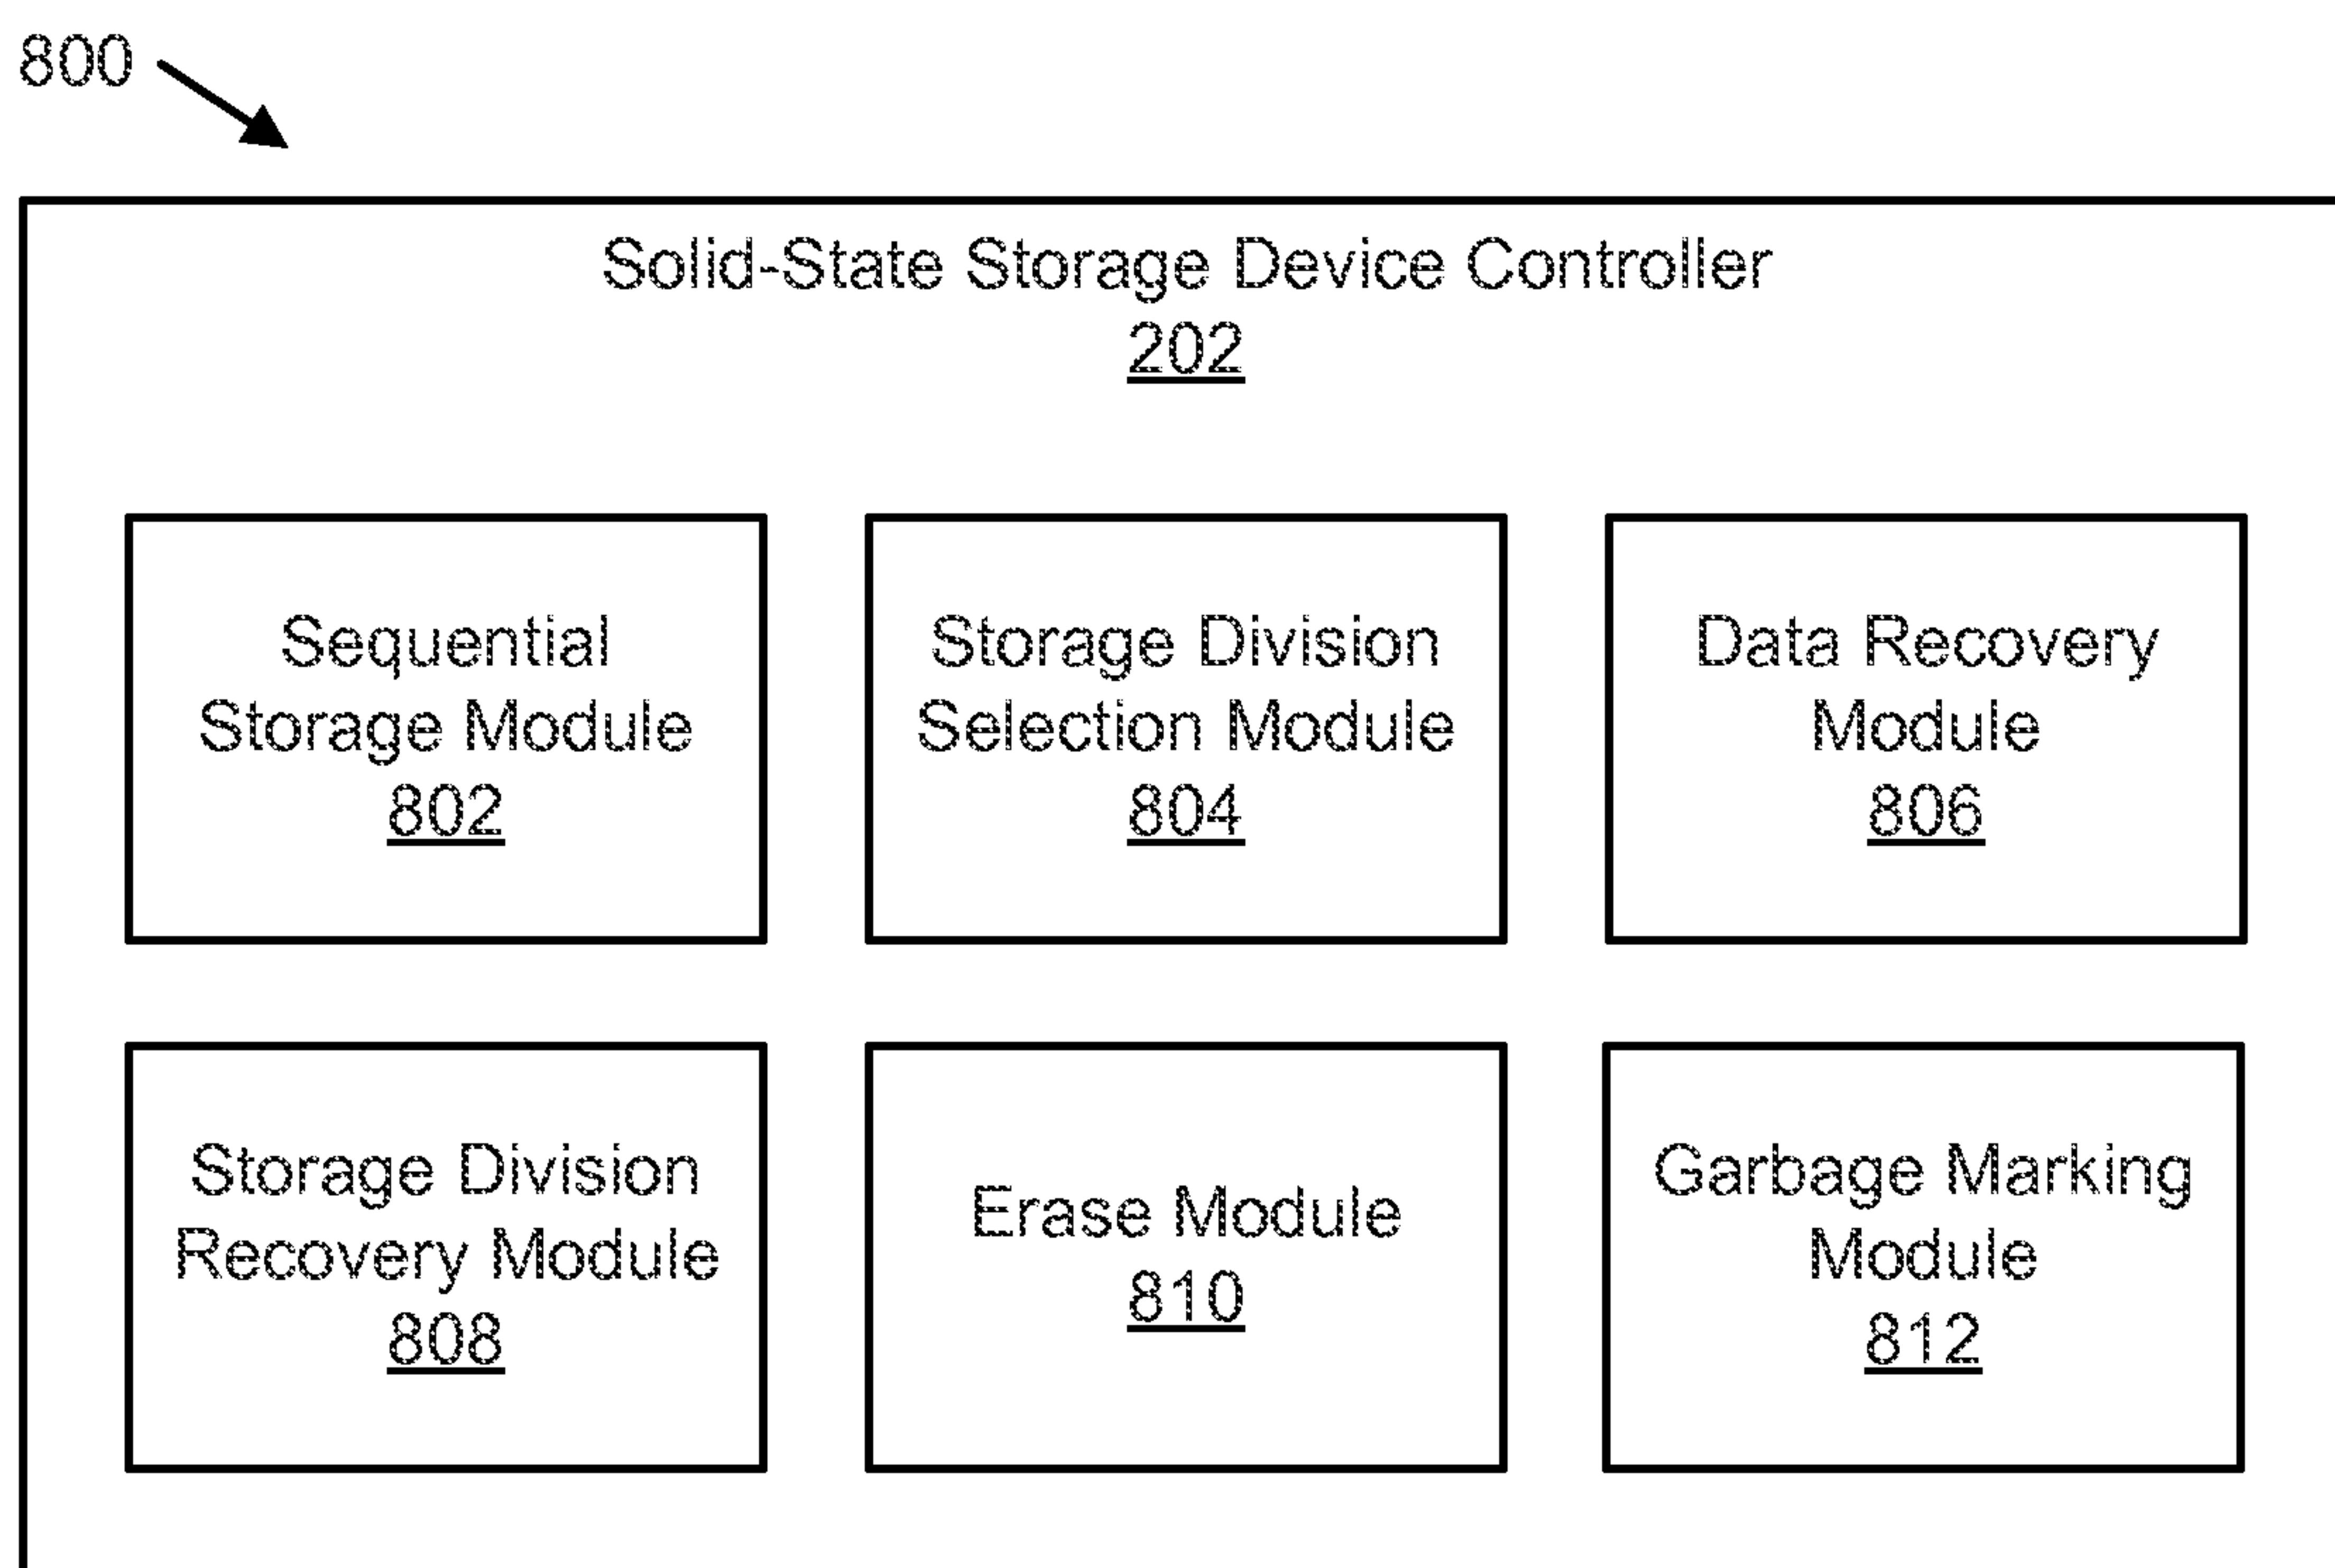 800
Solid-State Storage Device Controller
202
Sequential
Storage Module
802
Storage Division
Selection Module
804
Data Recovery
Module
806
Storage Division
Recovery Module
808
Erase Module
810
Garbage Marking
Module
812